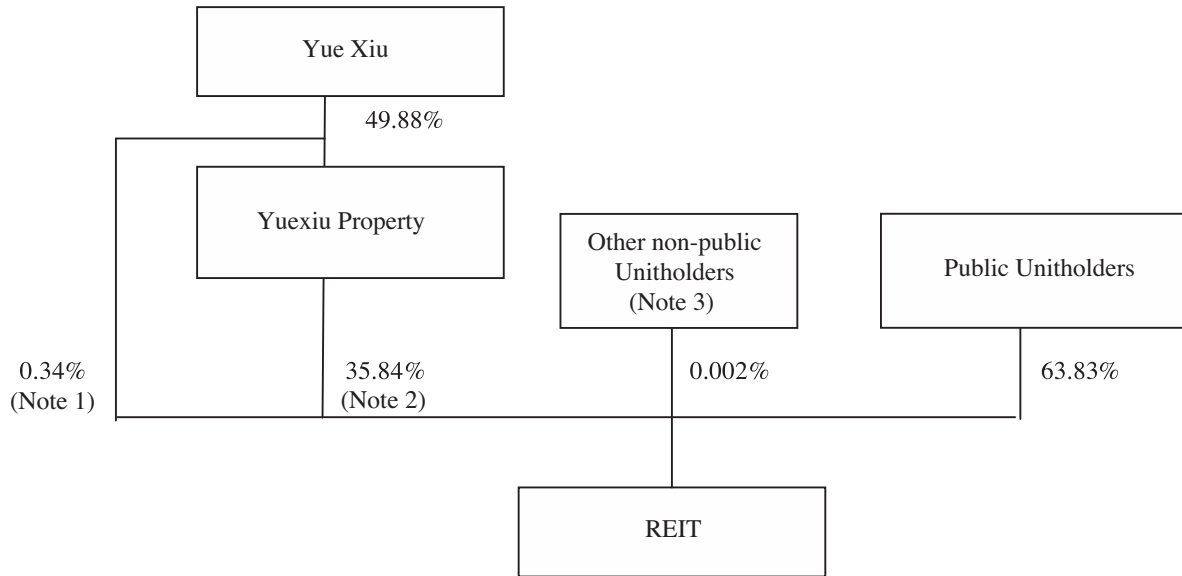 Yue Xiu
49.88%
Yuexiu Property
Other non-public
Unitholders
(Note 3)
Public Unitholders
0.34%
(Note 1)
35.84%
(Note 2)
0.002%
63.83%
REIT